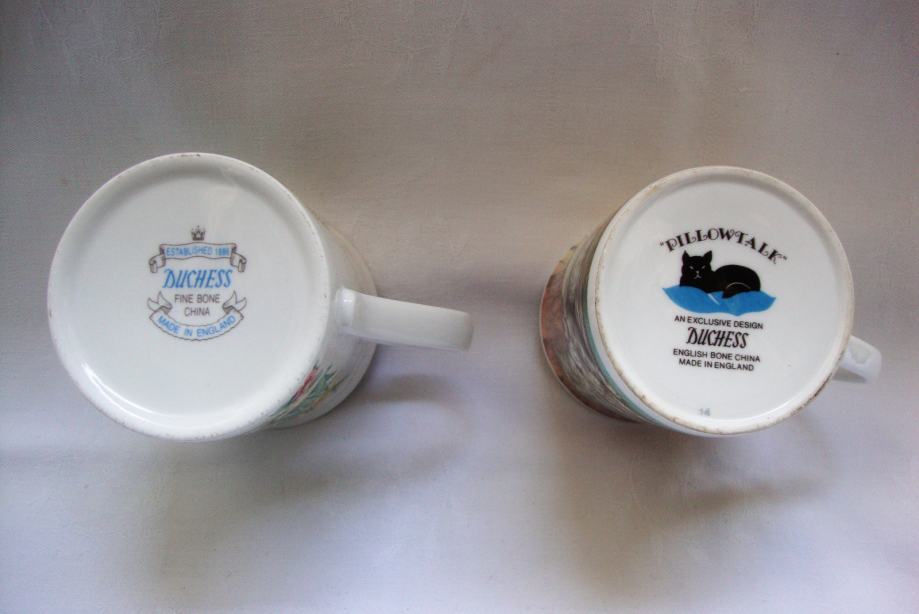 ESTABLISHED 1888
DUCHESS
FINE BONE
CHINA
MADE IN ENGLAND
"PILLOWTALK"
AN EXCLUSIVE DESIGN
DUCHESS
ENGLISH BONE CHINA
MADE IN ENGLAND
14